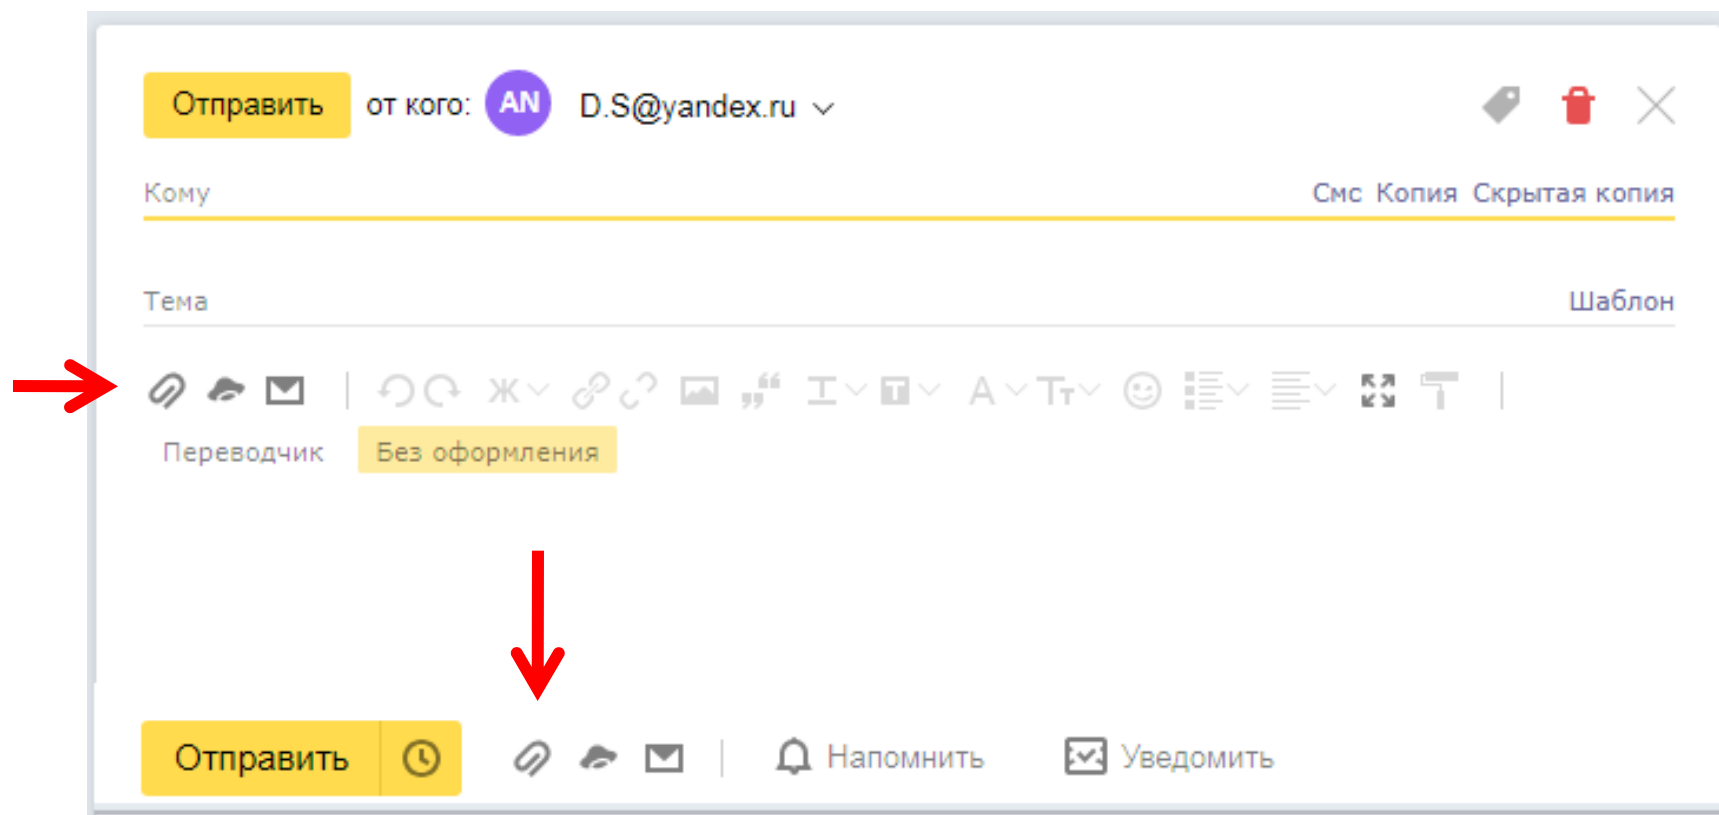 Отправить от кого: AN D.S@yandex.ru
Кому Смс Копия Скрытая копия
Тема Шаблон
Ж T A Тт
Переводчик Без оформления
Отправить Напомнить Уведомить